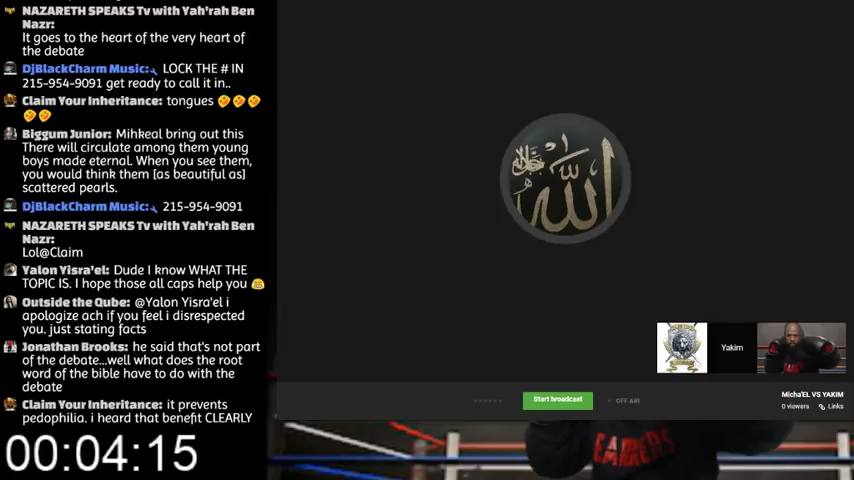 NAZARETH SPEAKS Tv with Yah'rah Ben
Nazr:
It goes to the heart of the very heart of
the debate
DjBlackCharm Music: LOCK THE # IN
215-954-9091 get ready to call it in..
Claim Your Inheritance: tongues 🤣🤣🤣
🤣🤣
Biggum Junior: Mihkeal bring out this
There will circulate among them young
boys made eternal. When you see them,
you would think them [as beautiful as]
scattered pearls.
DjBlackCharm Music: 215-954-9091
NAZARETH SPEAKS Tv with Yah'rah Ben
Nazr:
Lol@Claim
Yalon Yisra'el: Dude I know WHAT THE
TOPIC IS. I hope those all caps help you 😂
Outside the Qube: @Yalon Yisra'el i
apologize ach if you feel i disrespected
you. just stating facts
Jonathan Brooks: he said that's not part
of the debate...well what does the root
word of the bible have to do with the
debate
Claim Your Inheritance: it prevents
pedophilia. i heard that benefit CLEARLY
00:04:15
الله
جل جلاله
Yakim
Start broadcast
OFF AIR
Micha'EL VS YAKIM
0 viewers
Links